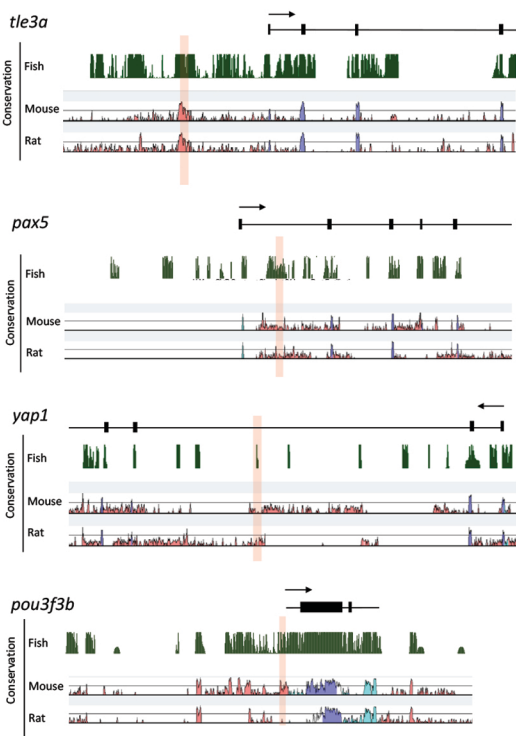 tle3a
Conservation
Fish
Mouse
Rat
pax5
Conservation
Fish
Mouse
Rat
yap1
Conservation
Fish
Mouse
Rat
pou3f3b
Conservation
Fish
Mouse
Rat